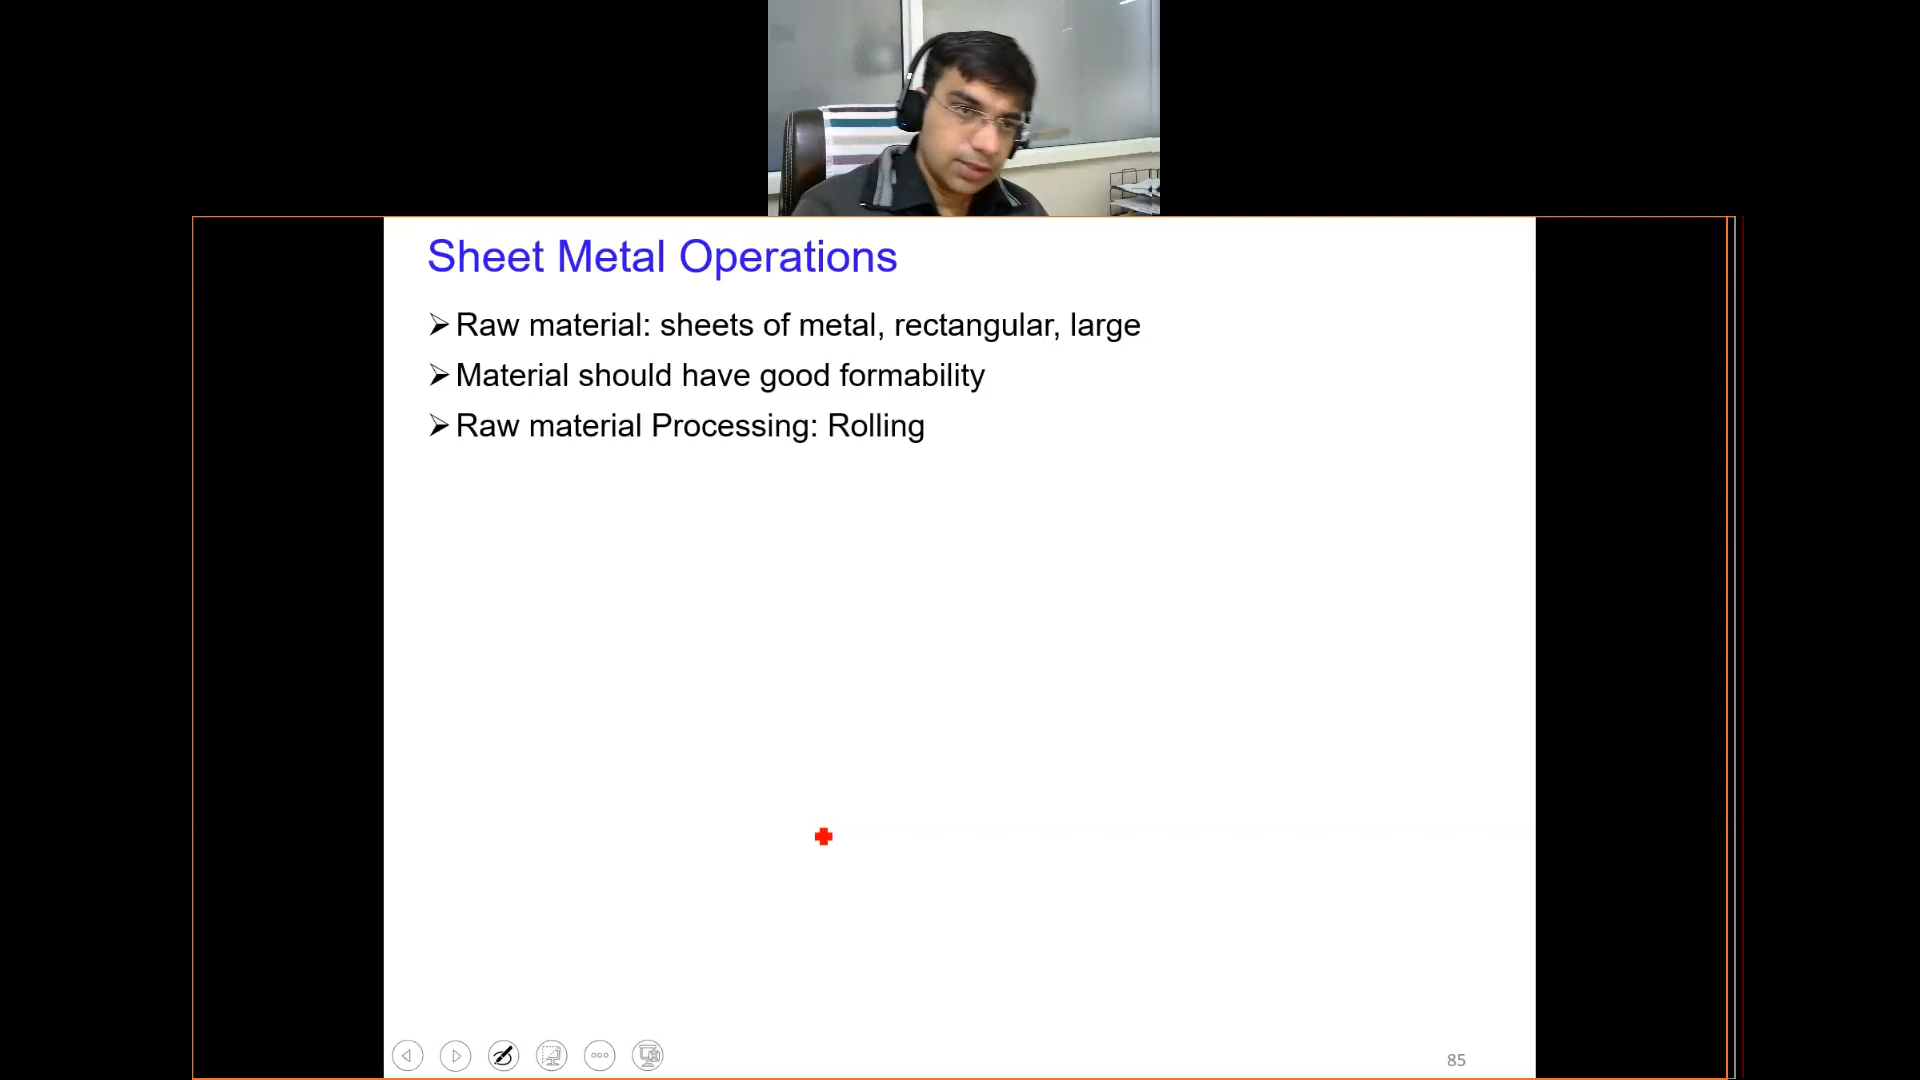 Sheet Metal Operations
➢Raw material: sheets of metal, rectangular, large
➢Material should have good formability
➢Raw material Processing: Rolling
85